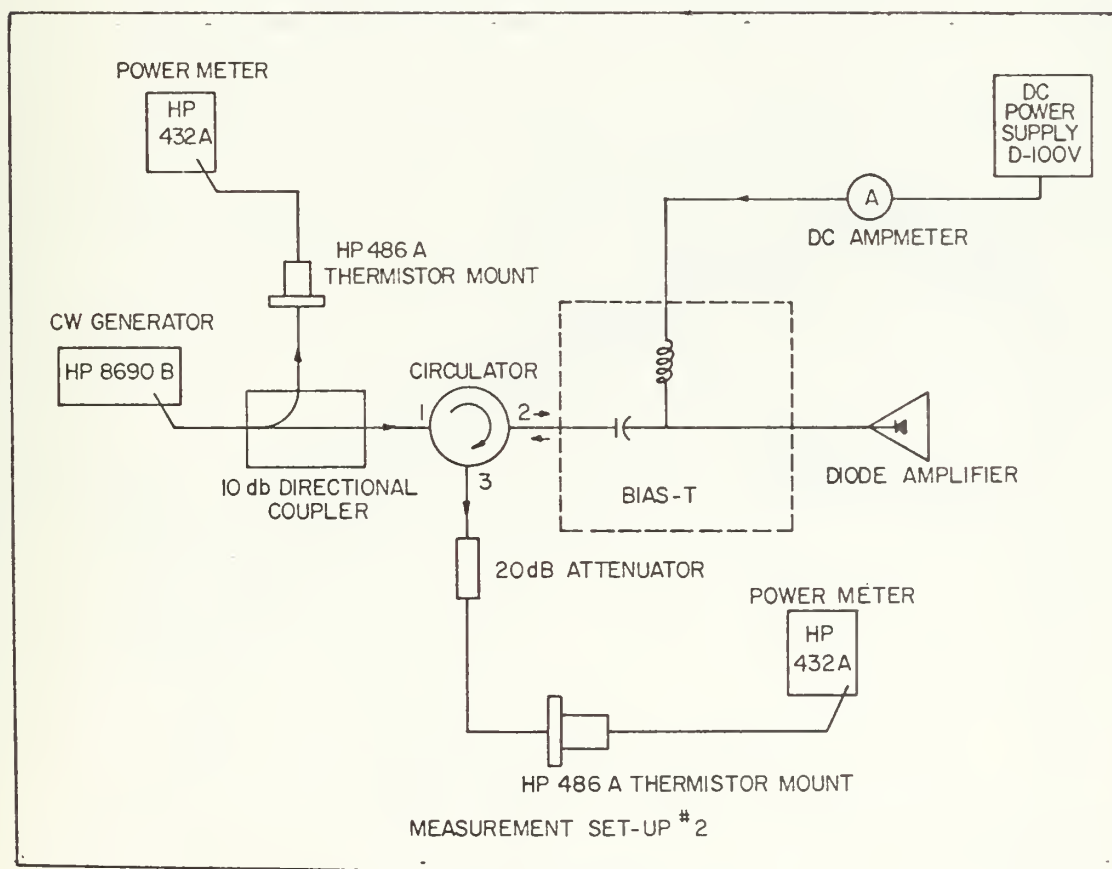 POWER METER
HP
432A
DC
POWER
SUPPLY
D-100V
A
DC AMPMETER
HP 486 A
THERMISTOR MOUNT
CW GENERATOR
HP 8690 B
CIRCULATOR
1
2
3
10 db DIRECTIONAL
COUPLER
BIAS-T
DIODE AMPLIFIER
20dB ATTENUATOR
POWER METER
HP
432A
HP 486 A THERMISTOR MOUNT
MEASUREMENT SET-UP #2